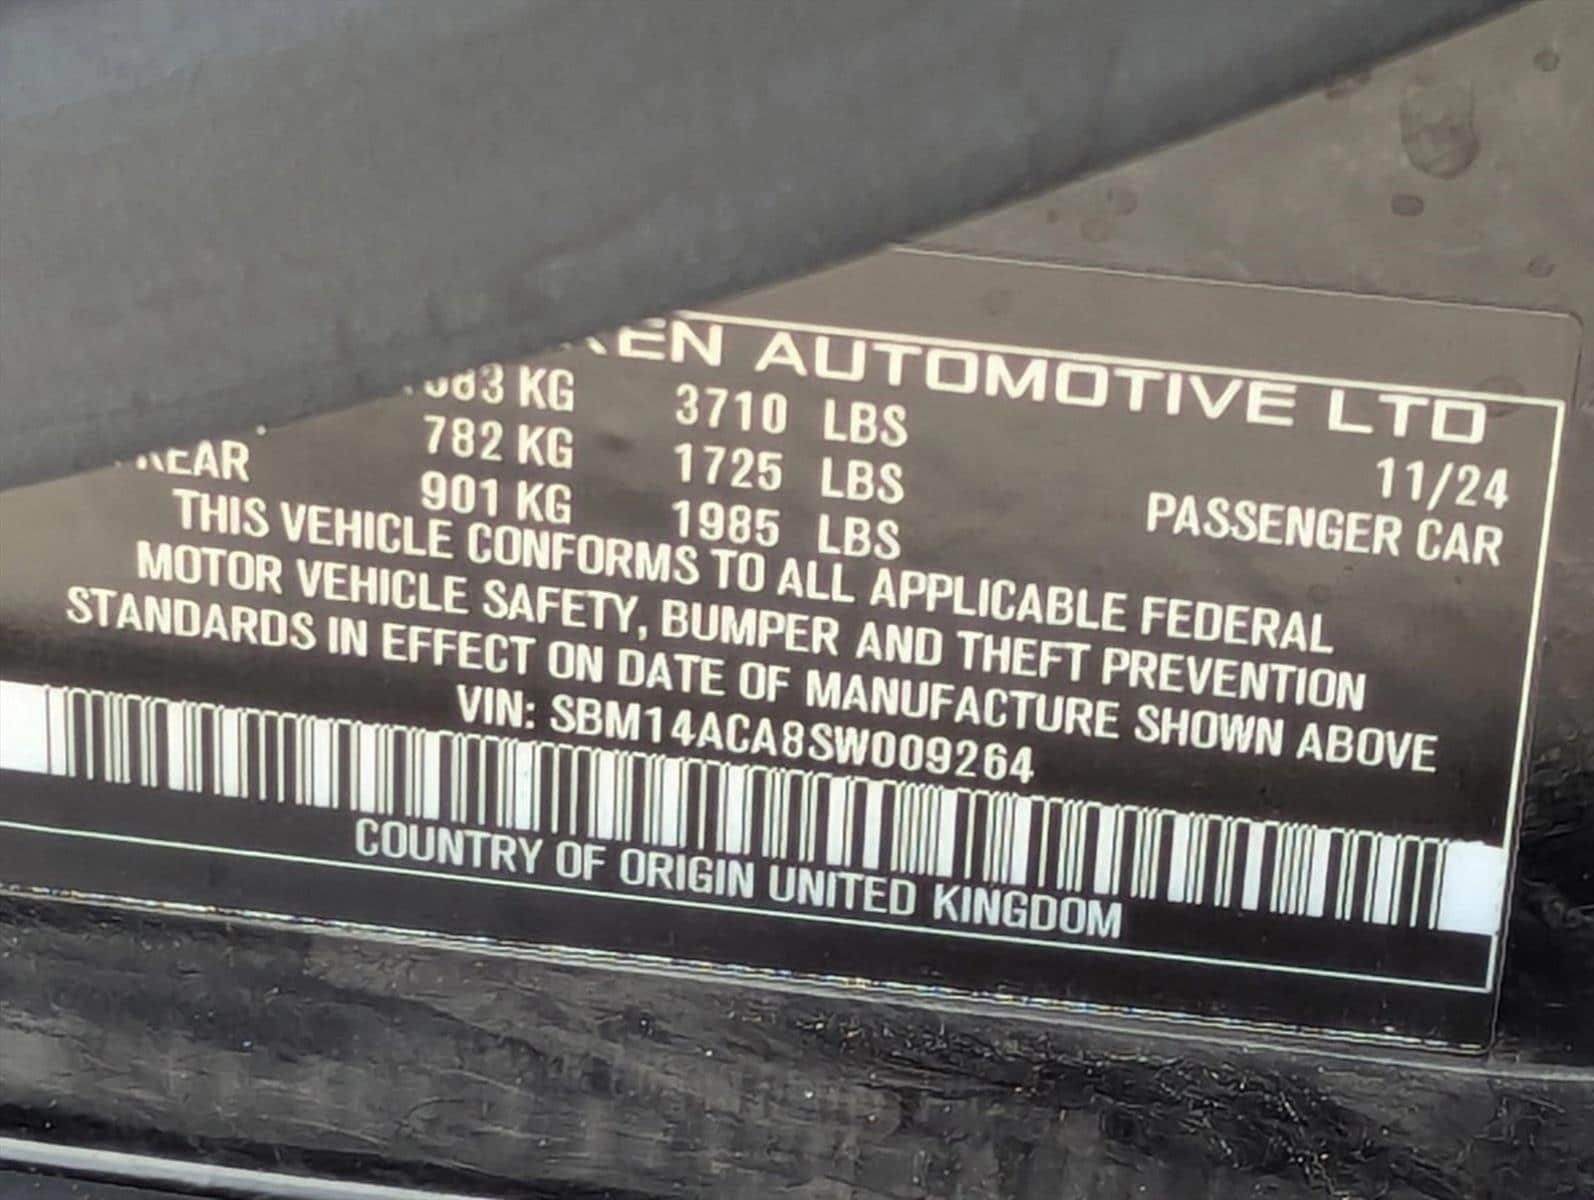 EN AUTOMOTIVE LTD
KG 3710 LBS 11/24
782 KG 1725 LBS PASSENGER CAR
REAR 901 KG 1985 LBS
THIS VEHICLE CONFORMS TO ALL APPLICABLE FEDERAL
MOTOR VEHICLE SAFETY, BUMPER AND THEFT PREVENTION
STANDARDS IN EFFECT ON DATE OF MANUFACTURE SHOWN ABOVE
VIN: SBM14ACA8SW009264
COUNTRY OF ORIGIN UNITED KINGDOM